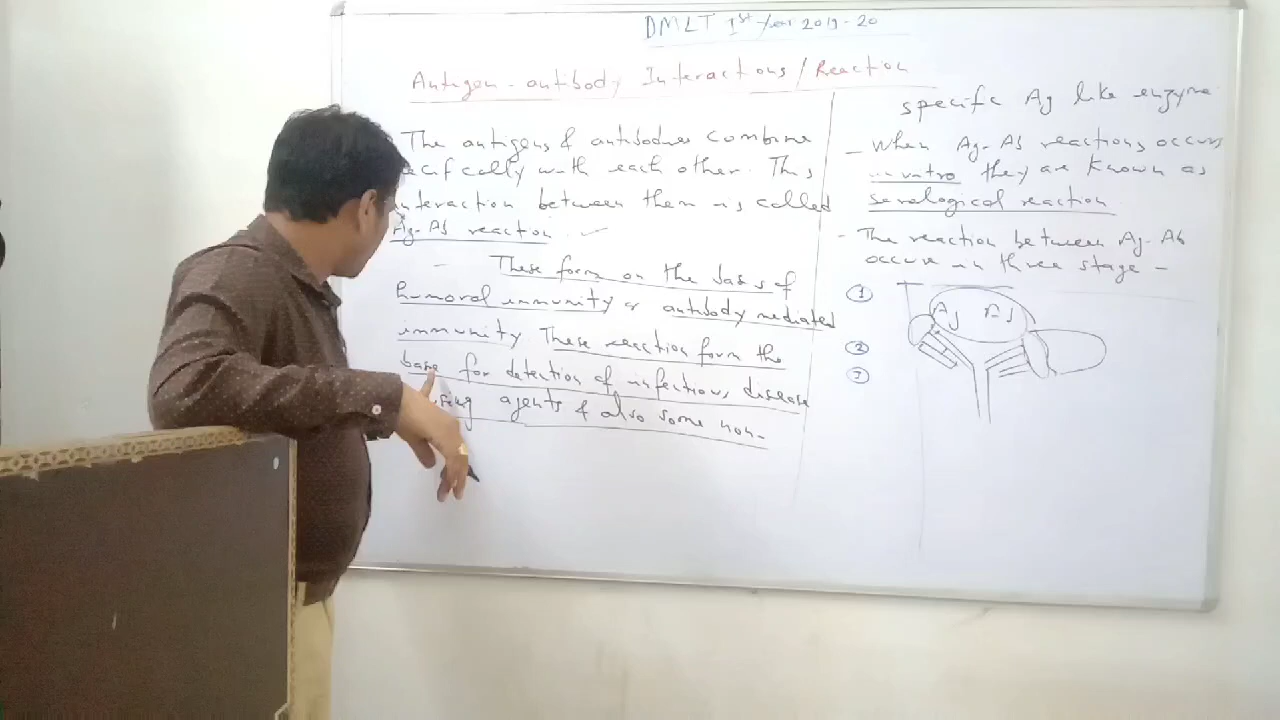 DMLT 1st Year 2019-20
Antigen-antibody Interactions/Reaction
The antigens & antibodies combine
ecifically with each other. This
interaction between them is called
Ag-Ab reaction.
- These form on the basis of
humoral immunity or antibody mediated
immunity. These reaction form the
base for detection of infectious disease
sing agents & also some non-
specific Ag like enzyme
- When Ag-Ab reactions occurs
in vitro they are known as
serological reaction
- The reaction between Ag-Ab
occure in three stage -
1
Ag Ab
2
3